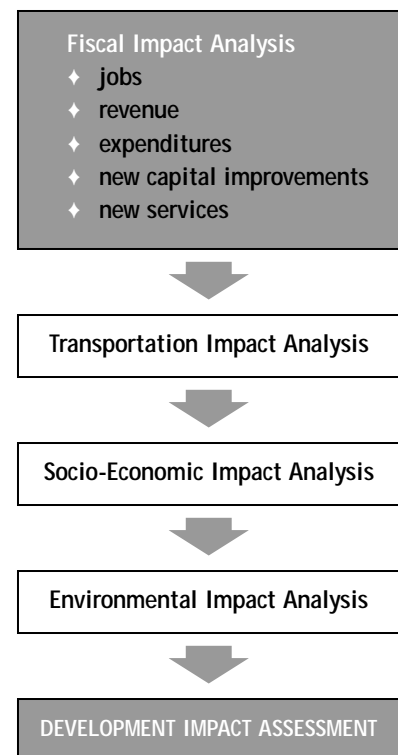 Fiscal Impact Analysis
♦ jobs
♦ revenue
♦ expenditures
♦ new capital improvements
♦ new services
Transportation Impact Analysis
Socio-Economic Impact Analysis
Environmental Impact Analysis
DEVELOPMENT IMPACT ASSESSMENT